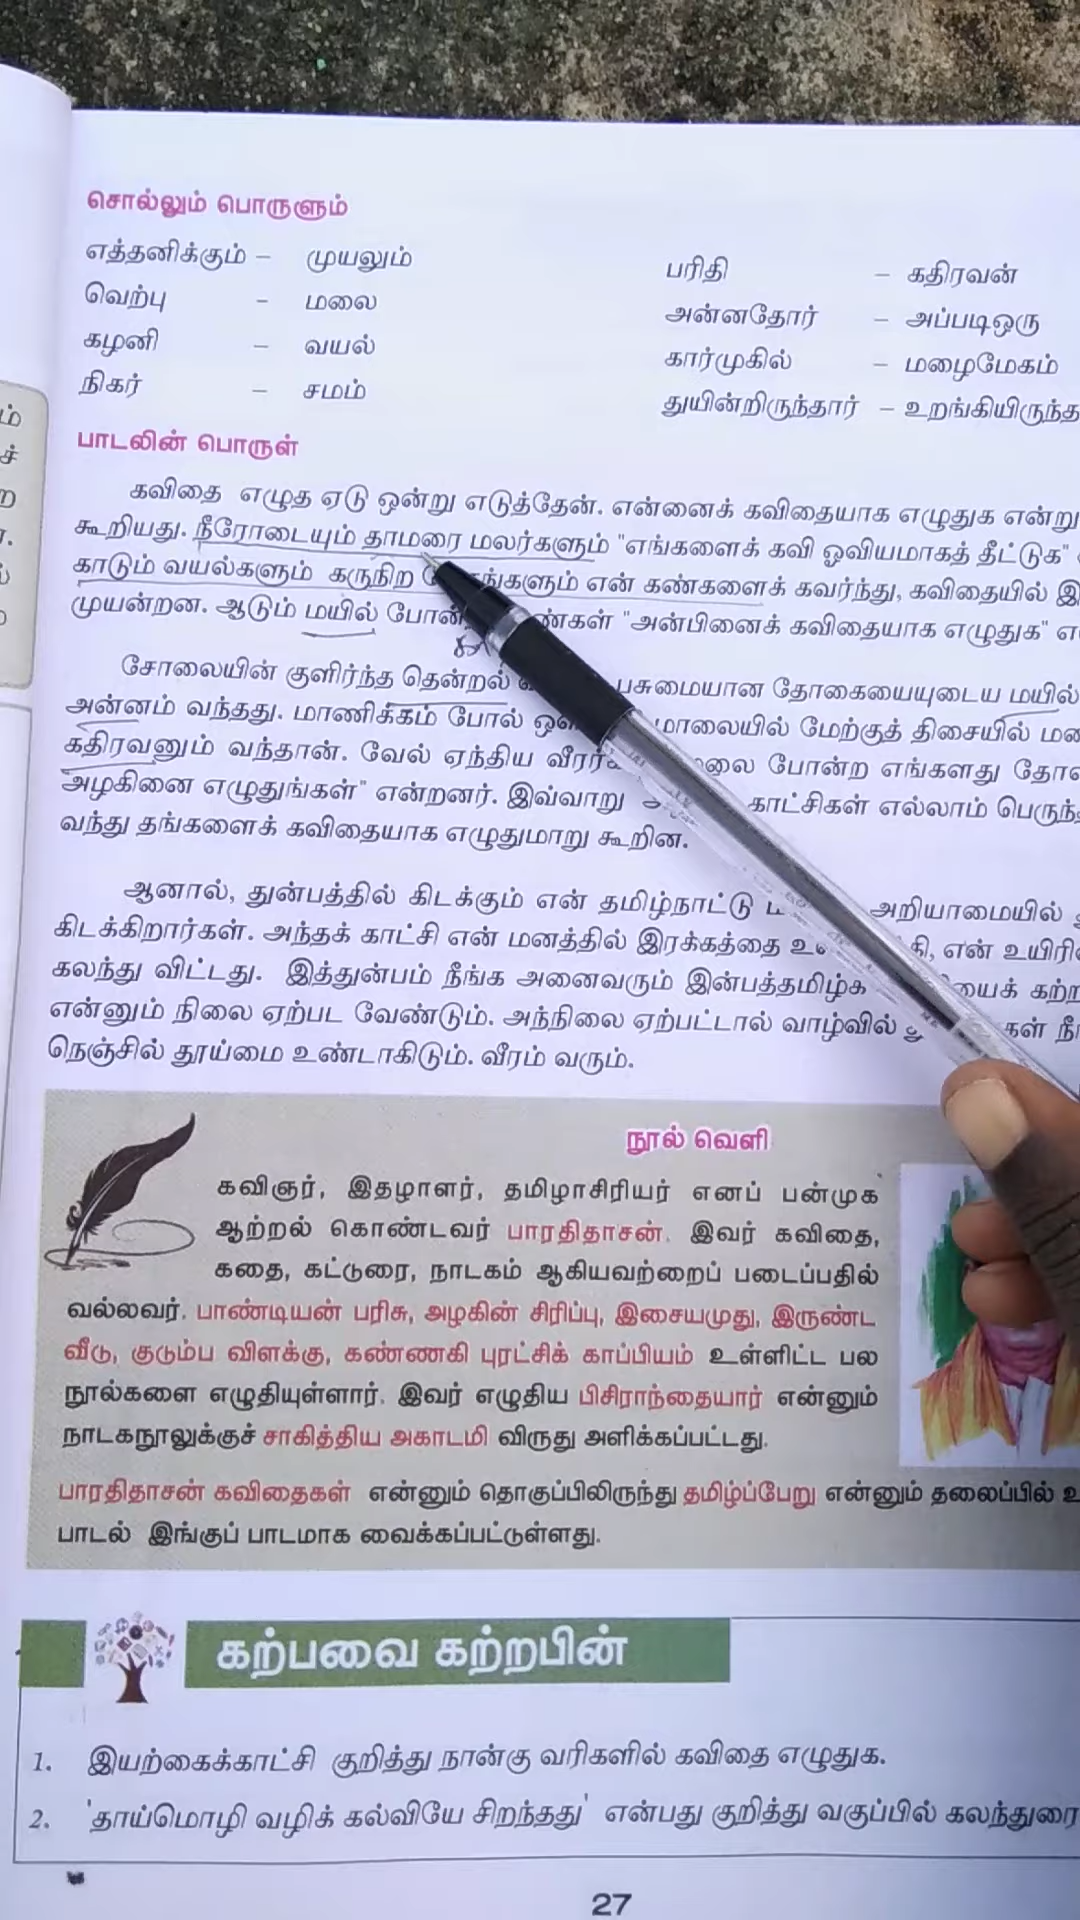 சொல்லும் பொருளும்
எத்தனிக்கும் – முயலும்
வெற்பு – மலை
கழனி – வயல்
நிகர் – சமம்
பரிதி – கதிரவன்
அன்னதோர் – அப்படிஒரு
கார்முகில் – மழைமேகம்
துயின்றிருந்தார் – உறங்கியிருந்த
பாடலின் பொருள்
கவிதை எழுத ஏடு ஒன்று எடுத்தேன். என்னைக் கவிதையாக எழுதுக என்று
கூறியது. நீரோடையும் தாமரை மலர்களும் "எங்களைக் கவி ஓவியமாகத் தீட்டுக"
காடும் வயல்களும் கருநிற என் கண்களைக் கவர்ந்து, கவிதையில்
முயன்றன. ஆடும் மயில் "அன்பினைக் கவிதையாக எழுதுக"
சோலையின் குளிர்ந்த தென்றல் பசுமையான தோகையையுடைய மயில்
அன்னம் வந்தது. மாணிக்கம் போல் மாலையில் மேற்குத் திசையில்
கதிரவனும் வந்தான். வேல் ஏந்திய போன்ற எங்களது
அழகினை எழுதுங்கள்" என்றனர். இவ்வாறு காட்சிகள் எல்லாம்
வந்து தங்களைக் கவிதையாக எழுதுமாறு கூறின.
ஆனால், துன்பத்தில் கிடக்கும் என் தமிழ்நாட்டு அறியாமையில்
கிடக்கிறார்கள். அந்தக் காட்சி என் மனத்தில் இரக்கத்தை என்
கலந்து விட்டது. இத்துன்பம் நீங்க அனைவரும்
என்னும் நிலை ஏற்பட வேண்டும். அந்நிலை ஏற்பட்டால் வாழ்வில்
நெஞ்சில் தூய்மை உண்டாகிடும். வீரம் வரும்.
நூல் வெளி
கவிஞர், இதழாளர், தமிழாசிரியர் எனப் பன்முக
ஆற்றல் கொண்டவர் பாரதிதாசன். இவர் கவிதை,
கதை, கட்டுரை, நாடகம் ஆகியவற்றைப் படைப்பதில்
வல்லவர். பாண்டியன் பரிசு, அழகின் சிரிப்பு, இசையமுது, இருண்ட
வீடு, குடும்ப விளக்கு, கண்ணகி புரட்சிக் காப்பியம் உள்ளிட்ட பல
நூல்களை எழுதியுள்ளார். இவர் எழுதிய பிசிராந்தையார் என்னும்
நாடகநூலுக்குச் சாகித்திய அகாடமி விருது அளிக்கப்பட்டது.
பாரதிதாசன் கவிதைகள் என்னும் தொகுப்பிலிருந்து தமிழ்ப்பேறு என்னும் தலைப்பில்
பாடல் இங்குப் பாடமாக வைக்கப்பட்டுள்ளது.
கற்பவை கற்றபின்
1. இயற்கைக்காட்சி குறித்து நான்கு வரிகளில் கவிதை எழுதுக.
2. 'தாய்மொழி வழிக் கல்வியே சிறந்தது' என்பது குறித்து வகுப்பில் கலந்துரை
27